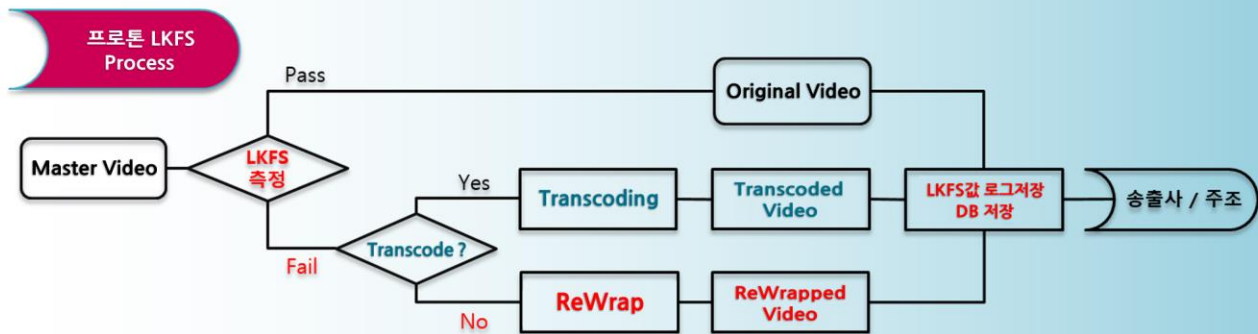 프로톤 LKFS
Process
Pass
Original Video
Master Video
LKFS
측정
Yes
Transcoding
Transcoded
Video
LKFS값 로그저장
DB 저장
송출사 / 주조
Fail
Transcode ?
ReWrap
ReWrapped
Video
No